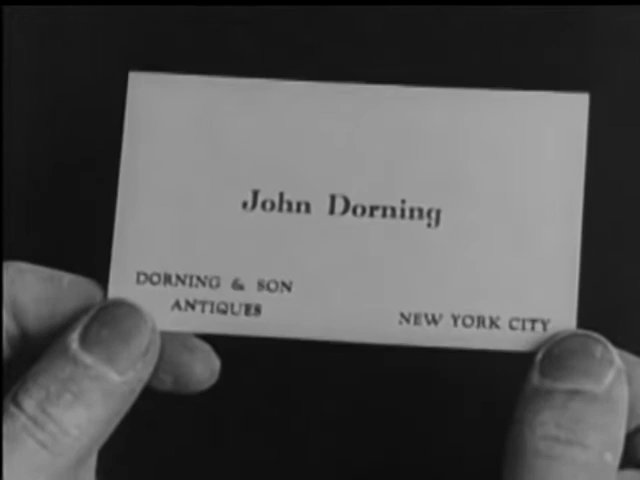 John Dorning
DORNING & SON
ANTIQUES
NEW YORK CITY